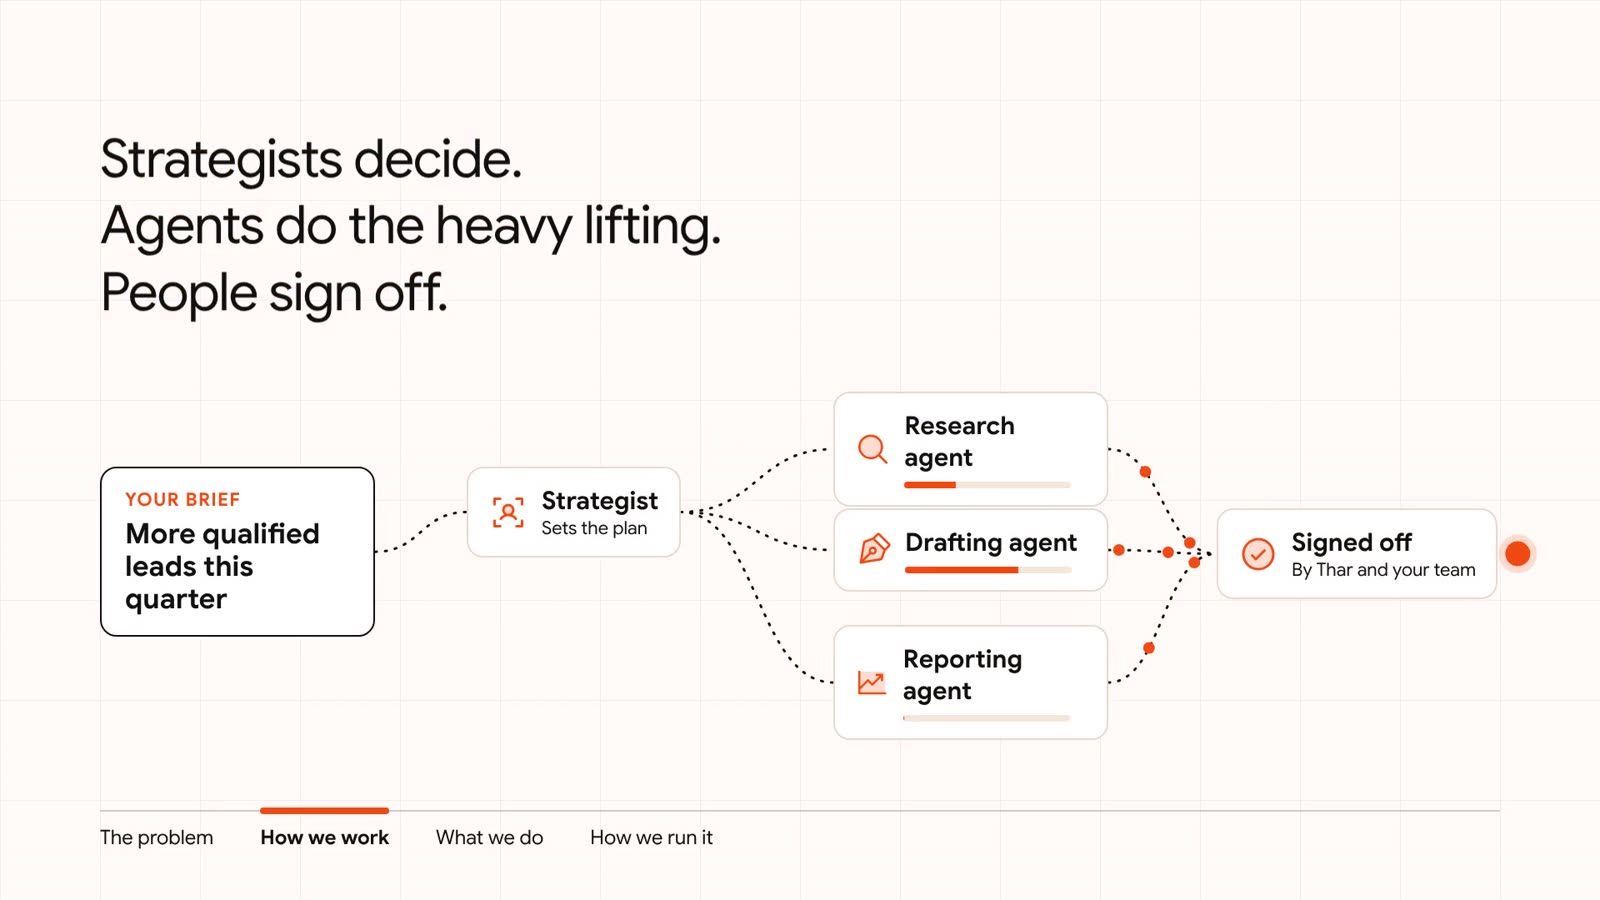 Strategists decide.
Agents do the heavy lifting.
People sign off.
YOUR BRIEF
More qualified
leads this
quarter
Strategist
Sets the plan
Research
agent
Drafting agent
Reporting
agent
Signed off
By Thar and your team
The problem
How we work
What we do
How we run it